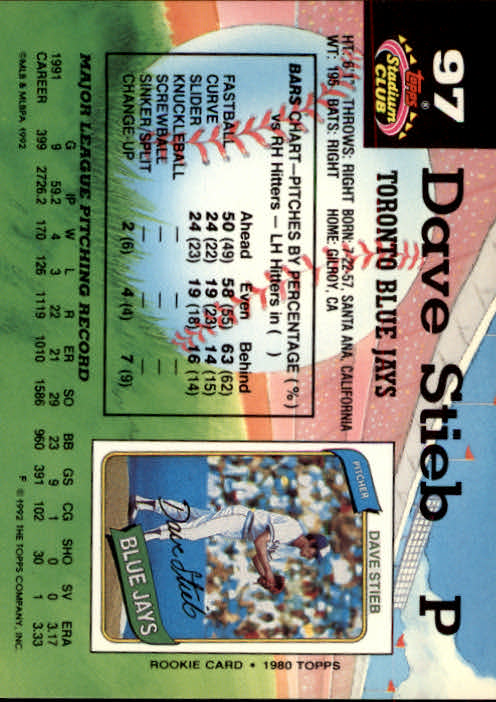 97
TOPPS ®
Stadium
CLUB
Dave Stieb P
TORONTO BLUE JAYS
HT: 6'1" THROWS: RIGHT BORN: 7-22-57, SANTA ANA, CALIFORNIA
WT: 195 BATS: RIGHT HOME: GILROY, CA
BARS CHART—PITCHES BY PERCENTAGE (%)
vs RH Hitters — LH Hitters in ( )
Ahead Even Behind
FASTBALL 50 (49) 58 (55) 63 (62)
CURVE 24 (22) 19 (23) 14 (15)
SLIDER 24 (23) 19 (18) 16 (14)
KNUCKLEBALL — — —
SCREWBALL — — —
SINKER SPLIT — — —
CHANGE-UP 2 (6) 4 (4) 7 (9)
PITCHER
DAVE STIEB
Dave Stieb
BLUE JAYS
ROOKIE CARD • 1980 TOPPS
MAJOR LEAGUE PITCHING RECORD
G IP W L R ER SO BB GS CG SHO SV ERA
1991 9 59.2 4 3 22 21 29 23 9 1 0 0 3.17
CAREER 399 2726.2 170 126 1119 1010 1586 960 391 102 30 1 3.33
©MLB & MLBPA 1992
F © 1992 THE TOPPS COMPANY, INC.